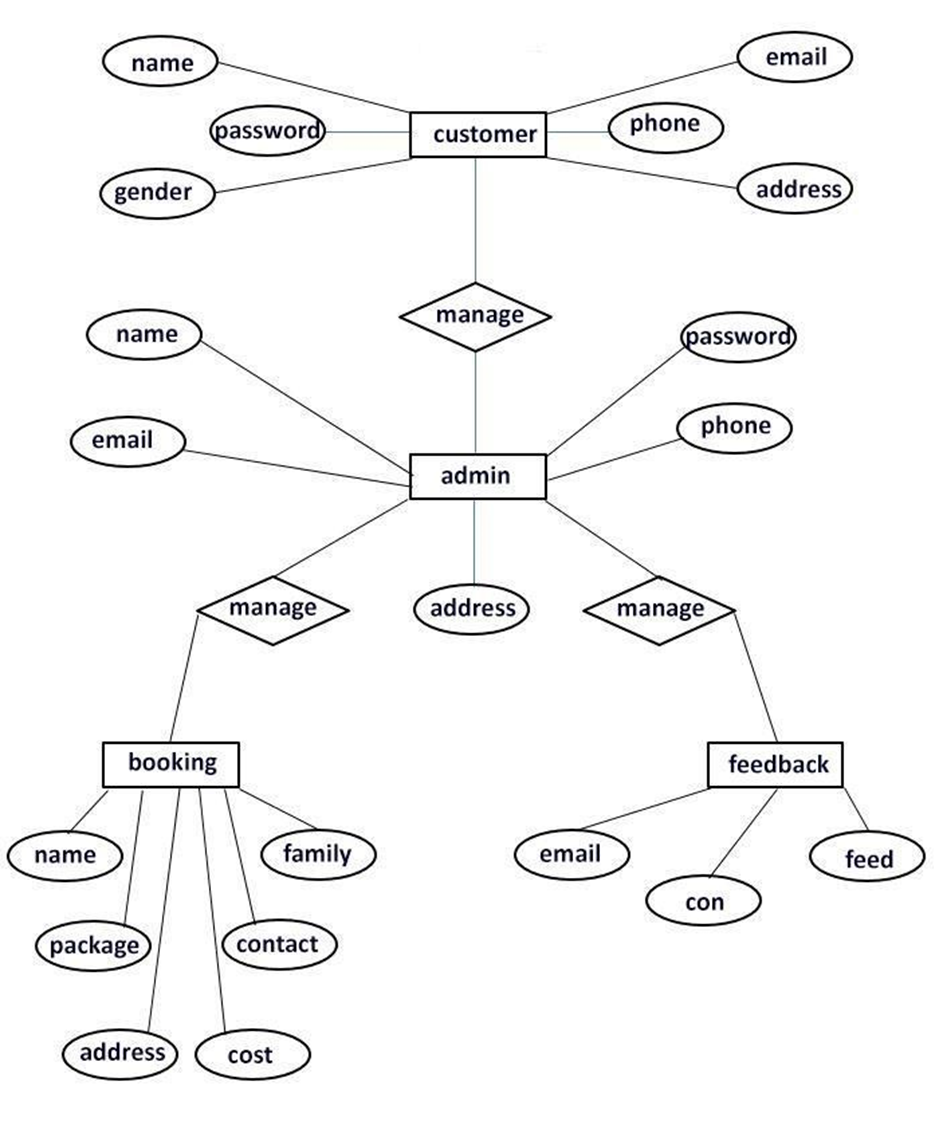 name
email
password
customer
phone
gender
address
manage
name
password
email
phone
admin
manage
address
manage
booking
feedback
name
family
email
feed
con
package
contact
address
cost